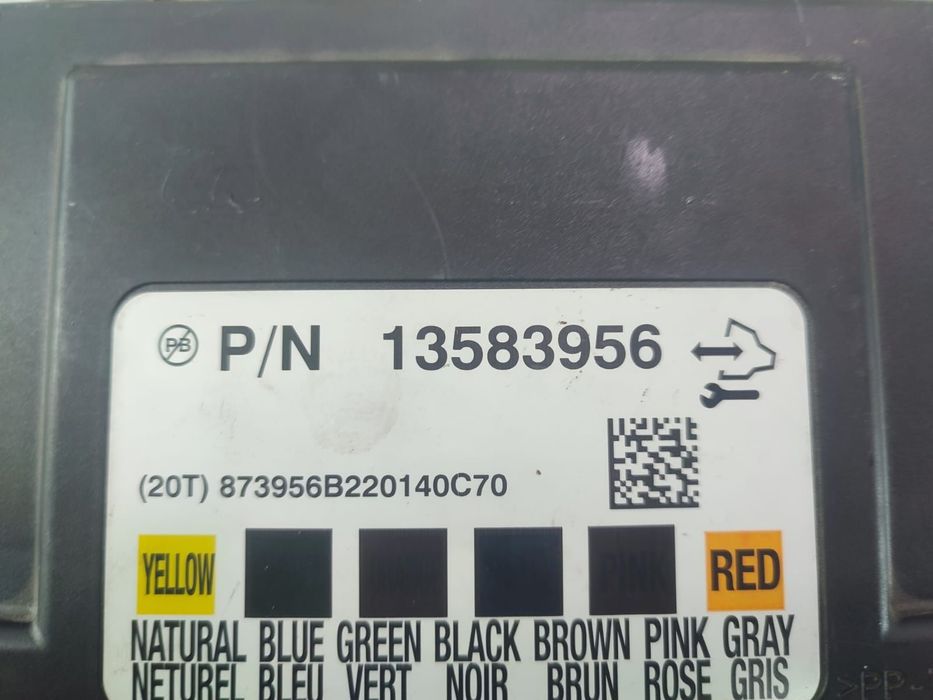 PB P/N 13583956
(20T) 873956B220140C70
YELLOW PINK RED
NATURAL BLUE GREEN BLACK BROWN PINK GRAY
NETUREL BLEU VERT NOIR BRUN ROSE GRIS